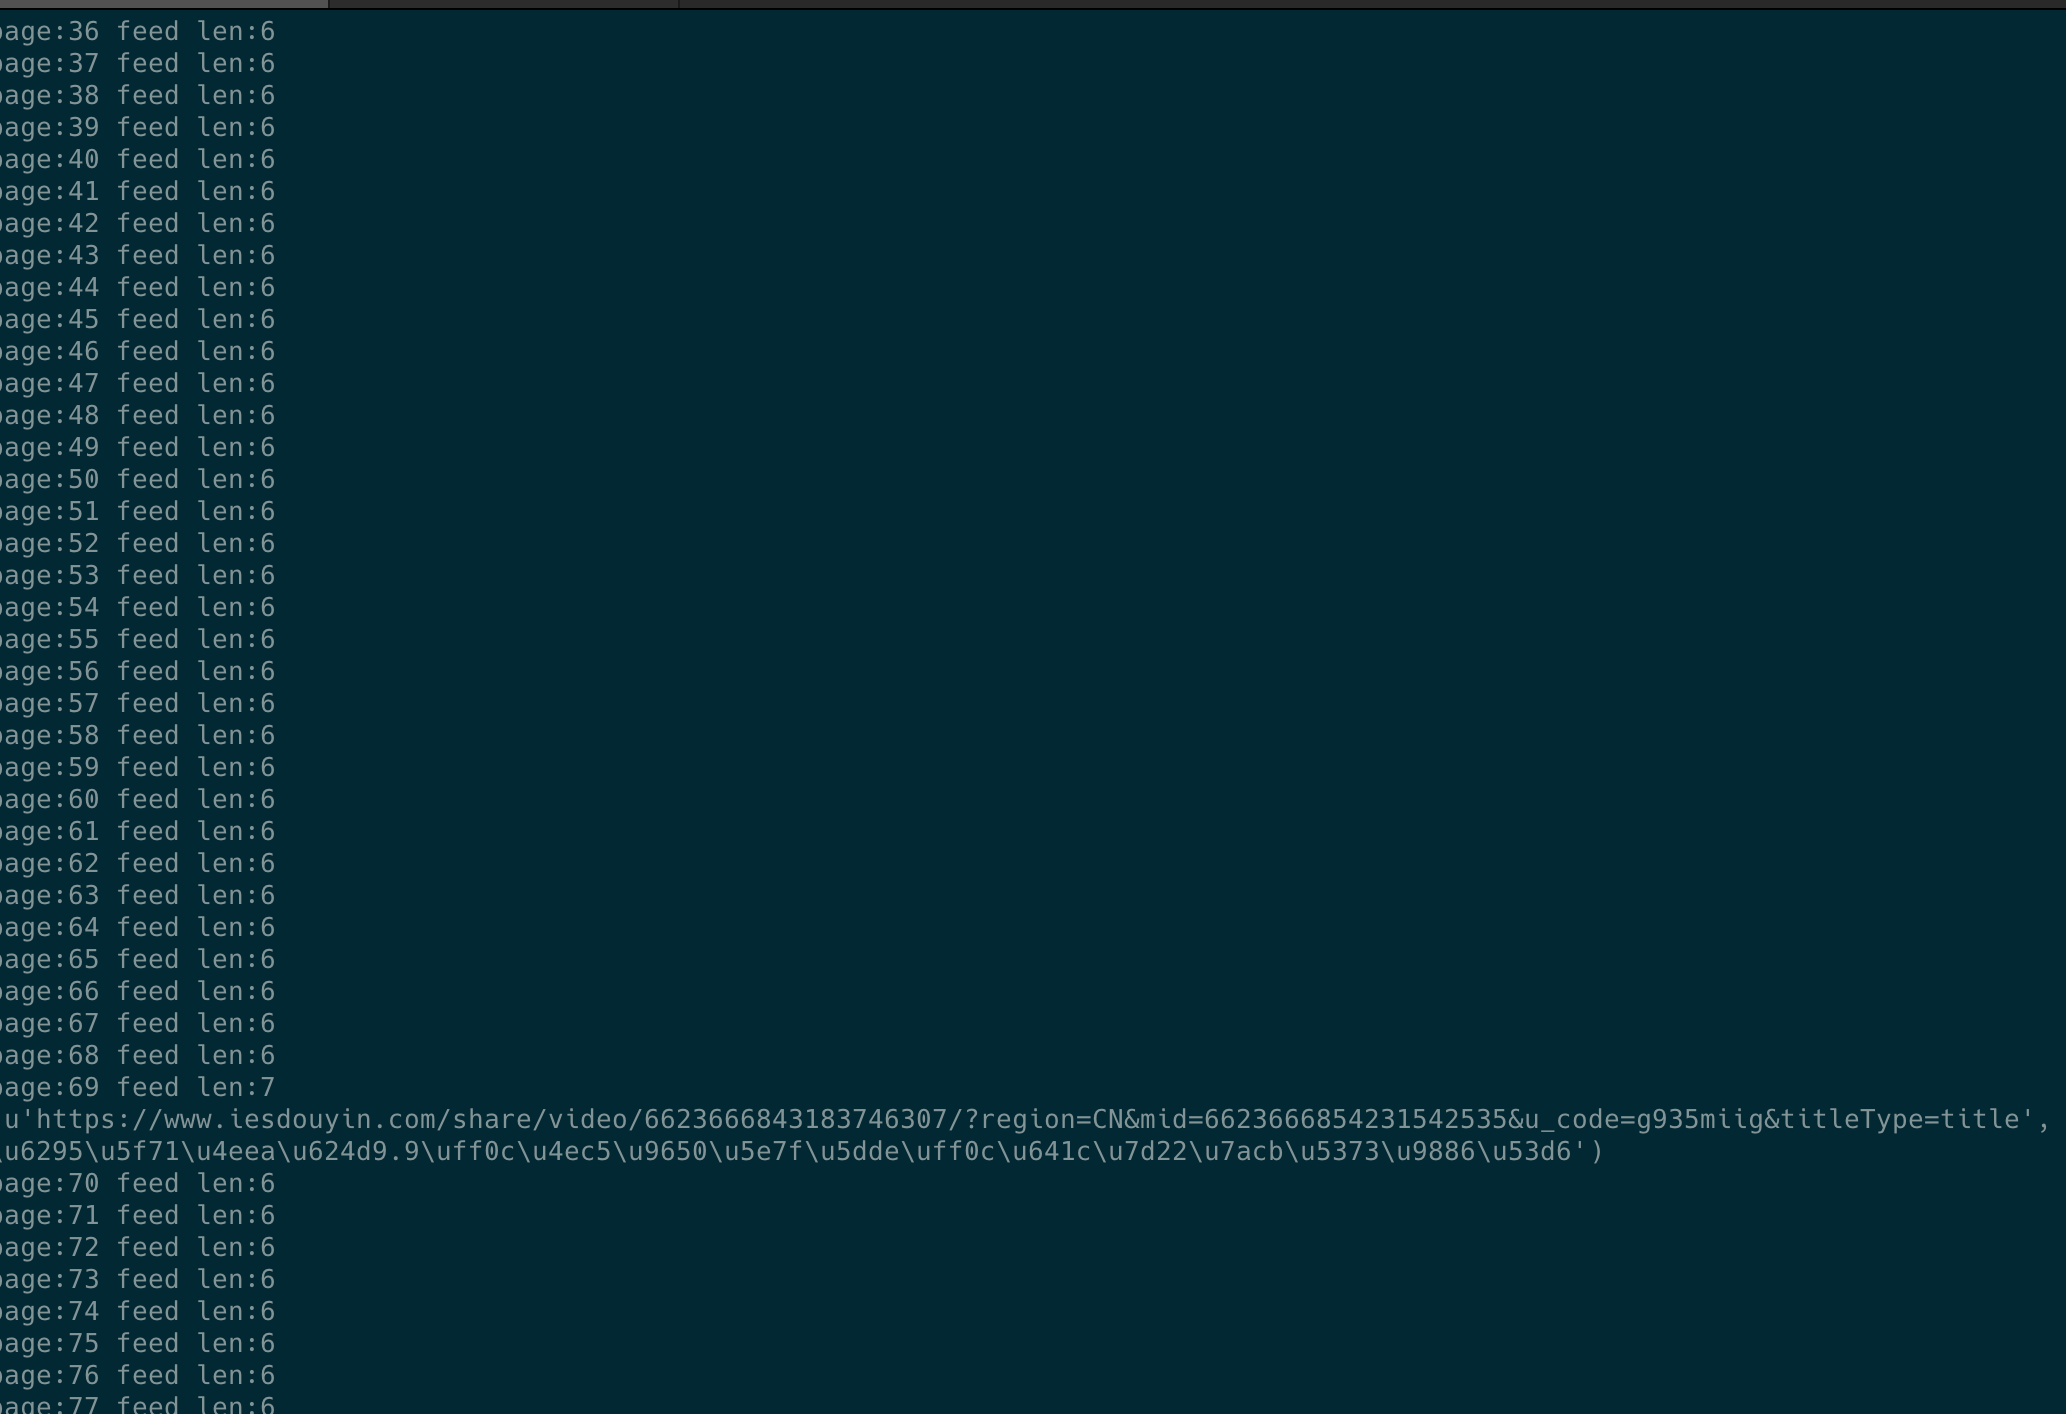 page:36 feed len:6
page:37 feed len:6
page:38 feed len:6
page:39 feed len:6
page:40 feed len:6
page:41 feed len:6
page:42 feed len:6
page:43 feed len:6
page:44 feed len:6
page:45 feed len:6
page:46 feed len:6
page:47 feed len:6
page:48 feed len:6
page:49 feed len:6
page:50 feed len:6
page:51 feed len:6
page:52 feed len:6
page:53 feed len:6
page:54 feed len:6
page:55 feed len:6
page:56 feed len:6
page:57 feed len:6
page:58 feed len:6
page:59 feed len:6
page:60 feed len:6
page:61 feed len:6
page:62 feed len:6
page:63 feed len:6
page:64 feed len:6
page:65 feed len:6
page:66 feed len:6
page:67 feed len:6
page:68 feed len:6
page:69 feed len:7
u'https://www.iesdouyin.com/share/video/6623666843183746307/?region=CN&mid=6623666854231542535&u_code=g935miig&titleType=title',
\u6295\u5f71\u4eea\u624d9.9\uff0c\u4ec5\u9650\u5e7f\u5dde\uff0c\u641c\u7d22\u7acb\u5373\u9886\u53d6')
page:70 feed len:6
page:71 feed len:6
page:72 feed len:6
page:73 feed len:6
page:74 feed len:6
page:75 feed len:6
page:76 feed len:6
page:77 feed len:6